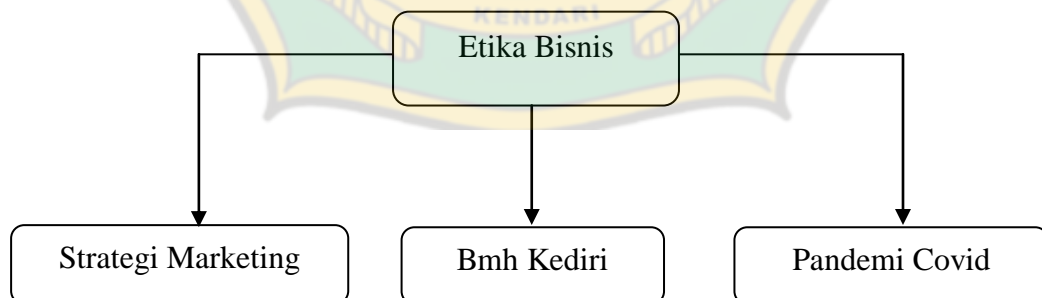 KENDARI
Etika Bisnis
Strategi Marketing
Bmh Kediri
Pandemi Covid